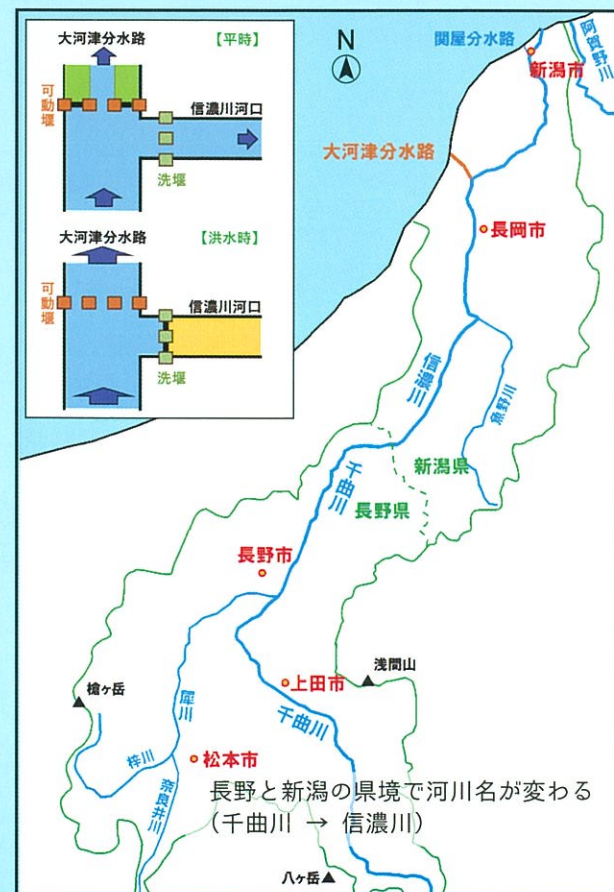 大河津分水路
【平時】
可動堰
信濃川河口
洗堰
大河津分水路
【洪水時】
可動堰
信濃川河口
洗堰
N
関屋分水路
新潟市
阿賀野川
大河津分水路
長岡市
信濃川
魚野川
新潟県
千曲川
長野県
長野市
浅間山
槍ヶ岳
上田市
犀川
千曲川
梓川
松本市
奈良井川
長野と新潟の県境で河川名が変わる
(千曲川 → 信濃川)
八ヶ岳